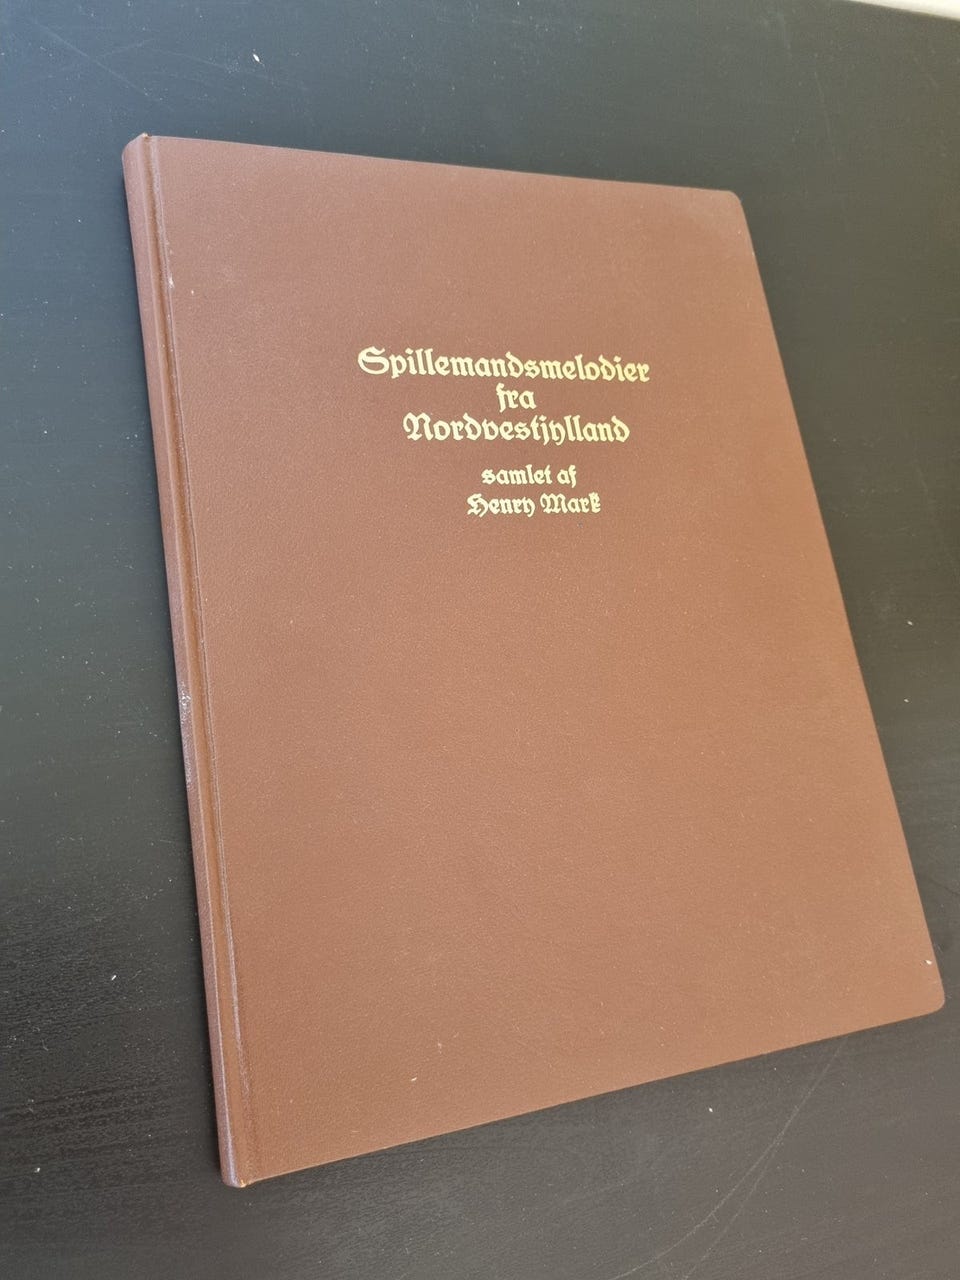 Spillemandsmelodier
fra
Nordvestjylland
samlet af
Henry Mark